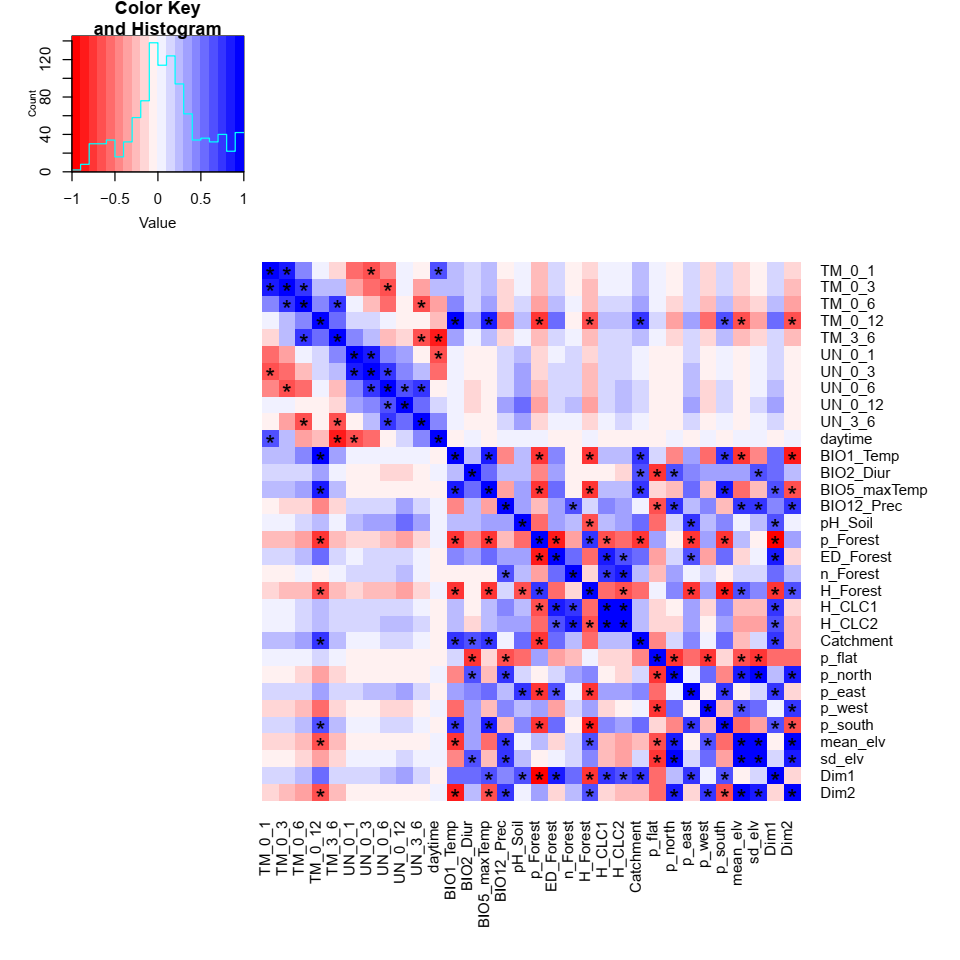 Color Key
and Histogram
Count
0 40 80 120
−1 −0.5 0 0.5 1
Value
TM_0_1
TM_0_3
TM_0_6
TM_0_12
TM_3_6
UN_0_1
UN_0_3
UN_0_6
UN_0_12
UN_3_6
daytime
BIO1_Temp
BIO2_Diur
BIO5_maxTemp
BIO12_Prec
pH_Soil
p_Forest
ED_Forest
n_Forest
H_Forest
H_CLC1
H_CLC2
Catchment
p_flat
p_north
p_east
p_west
p_south
mean_elv
sd_elv
Dim1
Dim2
TM_0_1
TM_0_3
TM_0_6
TM_0_12
TM_3_6
UN_0_1
UN_0_3
UN_0_6
UN_0_12
UN_3_6
daytime
BIO1_Temp
BIO2_Diur
BIO5_maxTemp
BIO12_Prec
pH_Soil
p_Forest
ED_Forest
n_Forest
H_Forest
H_CLC1
H_CLC2
Catchment
p_flat
p_north
p_east
p_west
p_south
mean_elv
sd_elv
Dim1
Dim2